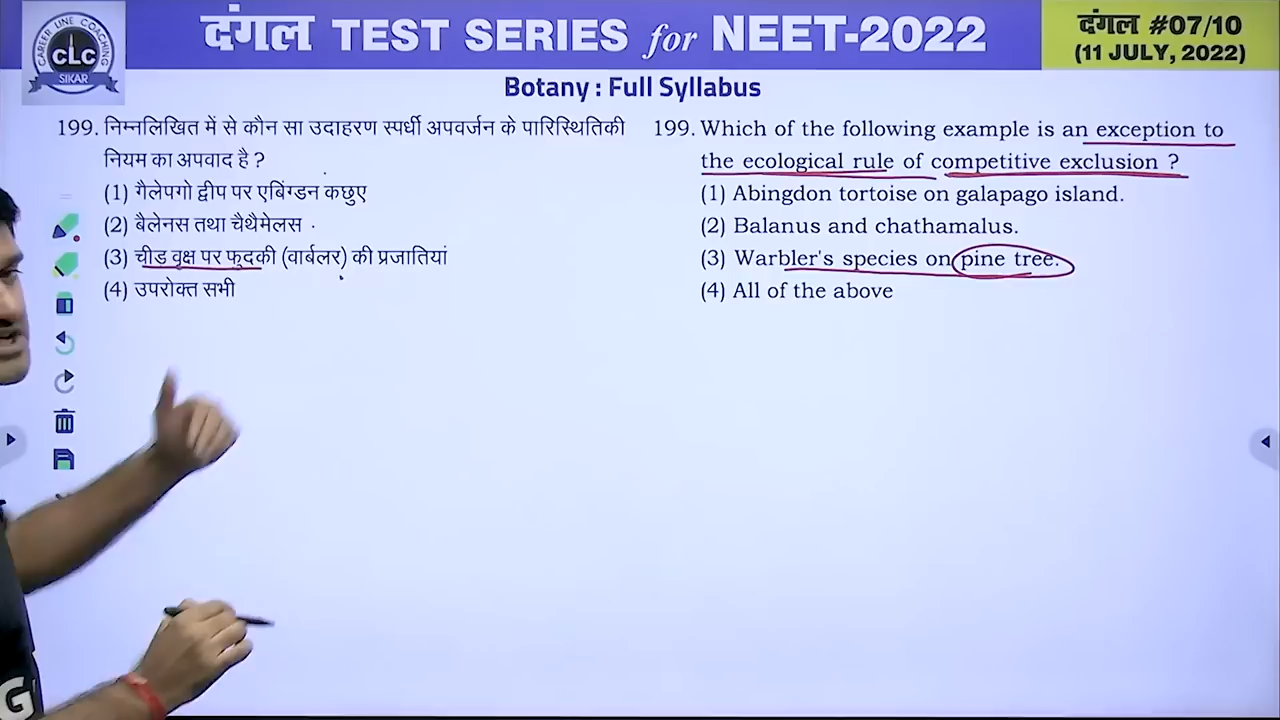 CAREER LINE COACHING
CLC
SIKAR
दंगल TEST SERIES for NEET-2022
दंगल #07/10
(11 JULY, 2022)
Botany : Full Syllabus
199. निम्नलिखित में से कौन सा उदाहरण स्पर्धी अपवर्जन के पारिस्थितिकी
नियम का अपवाद है ?
(1) गैलेपगो द्वीप पर एबिंग्डन कछुए
(2) बैलेनस तथा चैथैमेलस
(3) चीड वृक्ष पर फुदकी (वार्बलर) की प्रजातियां
(4) उपरोक्त सभी
199. Which of the following example is an exception to
the ecological rule of competitive exclusion ?
(1) Abingdon tortoise on galapago island.
(2) Balanus and chathamalus.
(3) Warbler's species on pine tree.
(4) All of the above
G